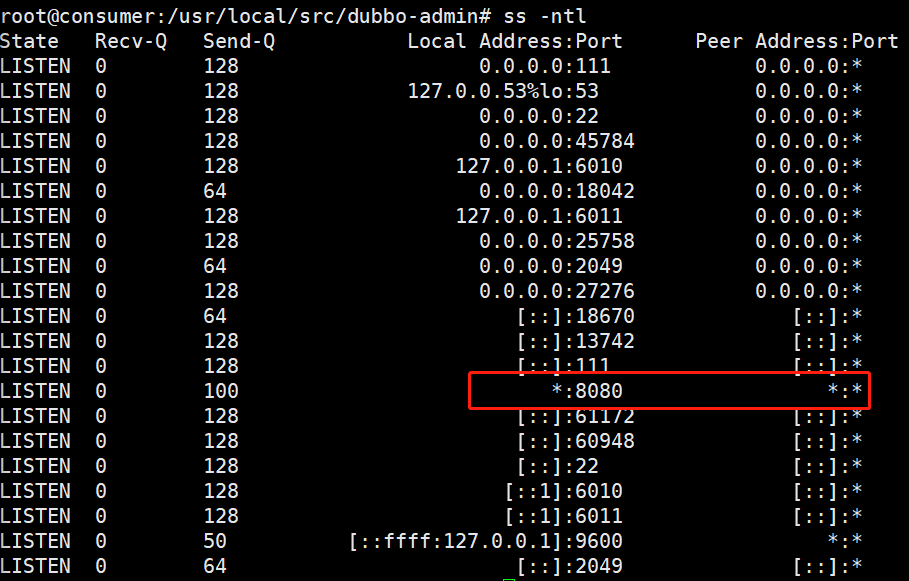 root@consumer:/usr/local/src/dubbo-admin# ss -ntl
State   Recv-Q   Send-Q           Local Address:Port      Peer Address:Port
LISTEN  0        128                    0.0.0.0:111            0.0.0.0:*
LISTEN  0        128              127.0.0.53%lo:53             0.0.0.0:*
LISTEN  0        128                    0.0.0.0:22             0.0.0.0:*
LISTEN  0        128                    0.0.0.0:45784          0.0.0.0:*
LISTEN  0        128                  127.0.0.1:6010           0.0.0.0:*
LISTEN  0        64                     0.0.0.0:18042          0.0.0.0:*
LISTEN  0        128                  127.0.0.1:6011           0.0.0.0:*
LISTEN  0        128                    0.0.0.0:25758          0.0.0.0:*
LISTEN  0        64                     0.0.0.0:2049           0.0.0.0:*
LISTEN  0        128                    0.0.0.0:27276          0.0.0.0:*
LISTEN  0        64                        [::]:18670             [::]:*
LISTEN  0        128                       [::]:13742             [::]:*
LISTEN  0        128                       [::]:111               [::]:*
LISTEN  0        100                          *:8080                 *:*
LISTEN  0        128                       [::]:61172             [::]:*
LISTEN  0        128                       [::]:60948             [::]:*
LISTEN  0        128                       [::]:22                [::]:*
LISTEN  0        128                      [::1]:6010              [::]:*
LISTEN  0        128                      [::1]:6011              [::]:*
LISTEN  0        50          [::ffff:127.0.0.1]:9600                 *:*
LISTEN  0        64                        [::]:2049              [::]:*